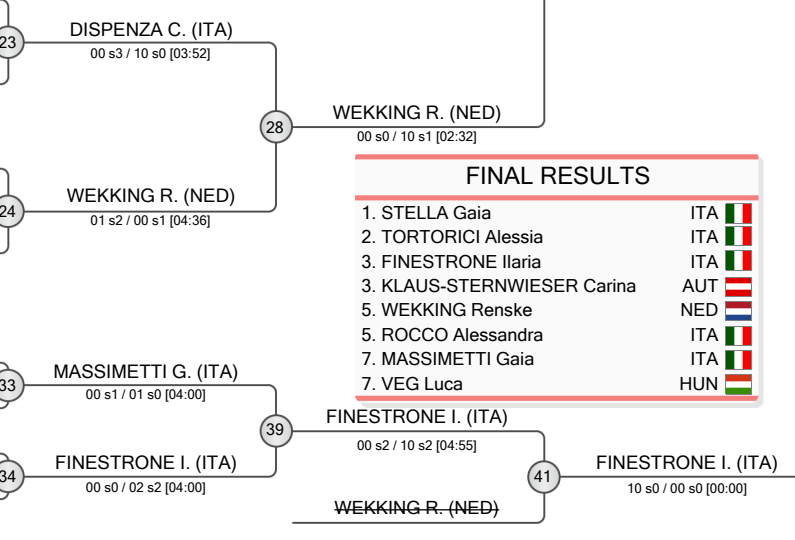 23
DISPENZA C. (ITA)
00 s3 / 10 s0 [03:52]
28
WEKKING R. (NED)
00 s0 / 10 s1 [02:32]
24
WEKKING R. (NED)
01 s2 / 00 s1 [04:36]
FINAL RESULTS
1. STELLA Gaia ITA
2. TORTORICI Alessia ITA
3. FINESTRONE Ilaria ITA
3. KLAUS-STERNWIESER Carina AUT
5. WEKKING Renske NED
5. ROCCO Alessandra ITA
7. MASSIMETTI Gaia ITA
7. VEG Luca HUN
33
MASSIMETTI G. (ITA)
00 s1 / 01 s0 [04:00]
39
FINESTRONE I. (ITA)
00 s2 / 10 s2 [04:55]
34
FINESTRONE I. (ITA)
00 s0 / 02 s2 [04:00]
41
FINESTRONE I. (ITA)
10 s0 / 00 s0 [00:00]
WEKKING R. (NED)